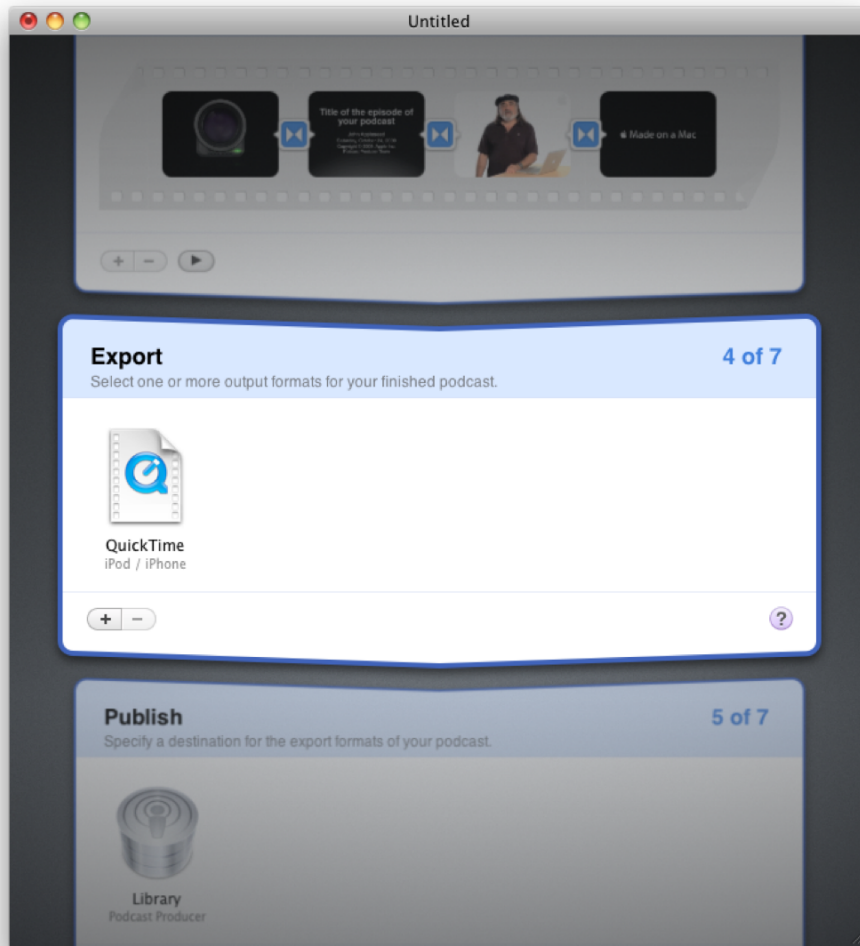 Untitled
Title of the episode of
your podcast
Made on a Mac
Export
4 of 7
Select one or more output formats for your finished podcast.
QuickTime
iPod / iPhone
?
Publish
5 of 7
Specify a destination for the export formats of your podcast.
Library
Podcast Producer